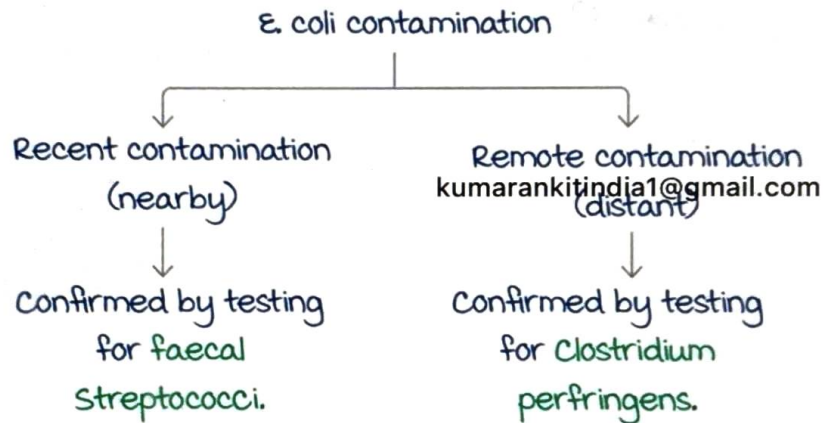 E. coli contamination
Recent contamination
(nearby)
Confirmed by testing
for faecal
Streptococci.
Remote contamination
kumarankitindia1@gmail.com
(distant)
Confirmed by testing
for Clostridium
perfringens.